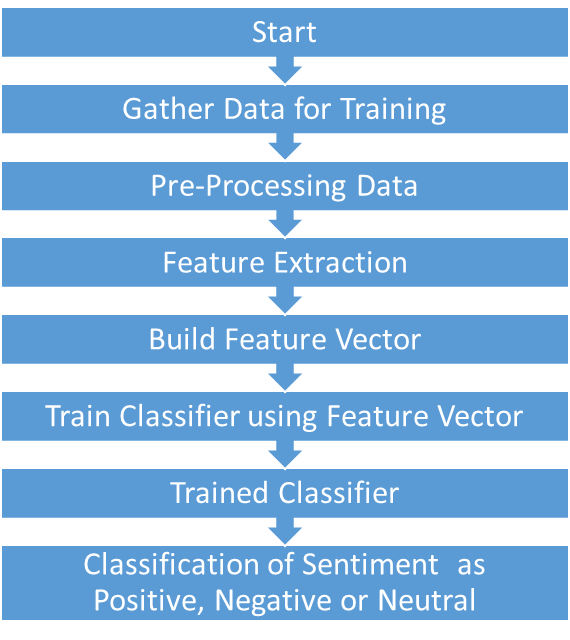 Start
Gather Data for Training
Pre-Processing Data
Feature Extraction
Build Feature Vector
Train Classifier using Feature Vector
Trained Classifier
Classification of Sentiment  as
Positive, Negative or Neutral